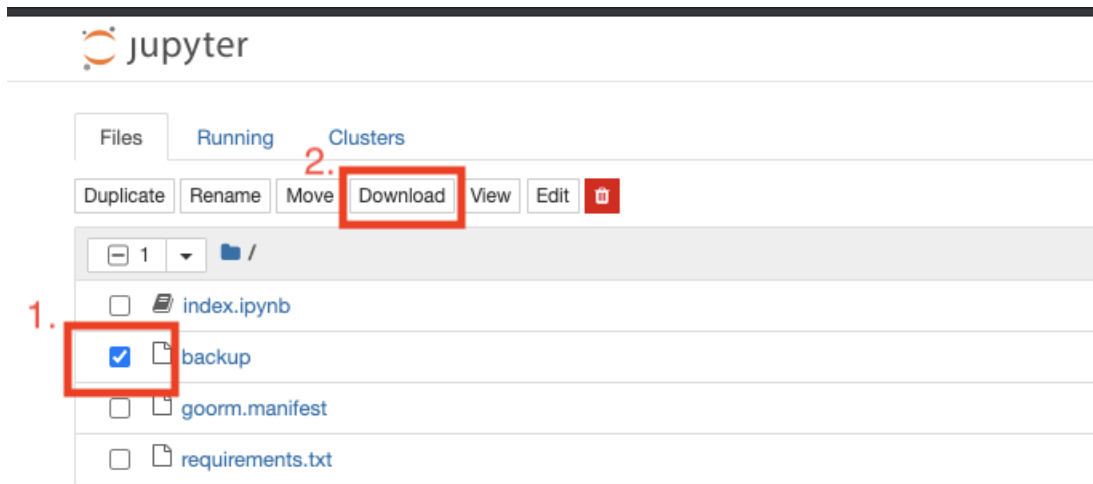 jupyter
Files Running Clusters
2.
Duplicate Rename Move Download View Edit
1 /
index.ipynb
1.
backup
goorm.manifest
requirements.txt